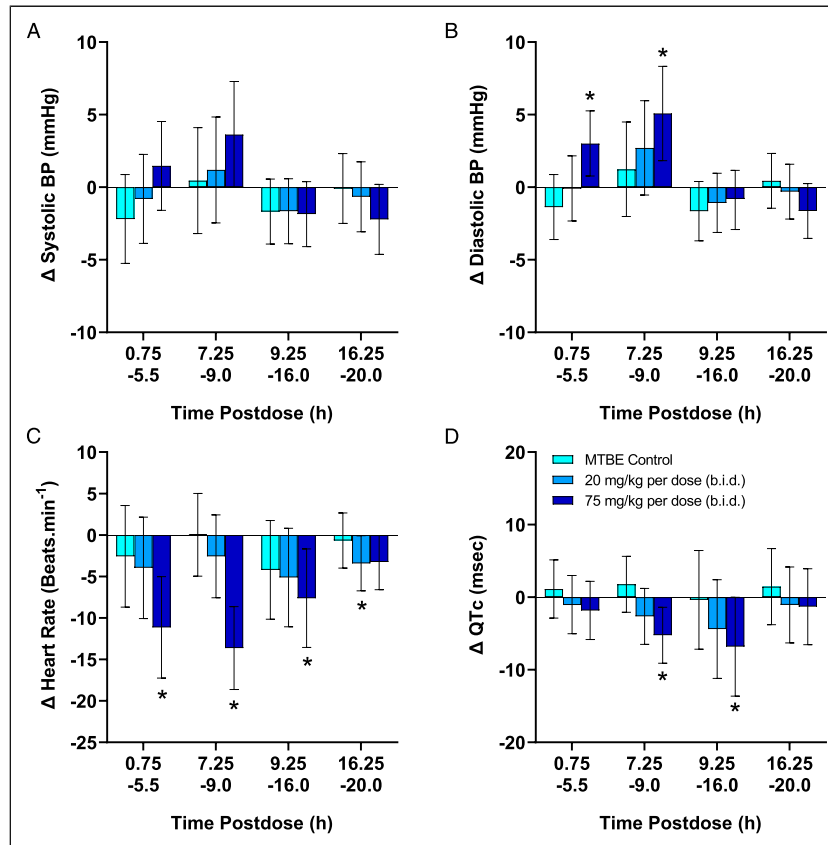 A
Δ Systolic BP (mmHg)
10
5
0
-5
-10
0.75 7.25 9.25 16.25
-5.5 -9.0 -16.0 -20.0
Time Postdose (h)
B
Δ Diastolic BP (mmHg)
10
5
0
-5
-10
*
*
0.75 7.25 9.25 16.25
-5.5 -9.0 -16.0 -20.0
Time Postdose (h)
C
Δ Heart Rate (Beats.min⁻¹)
10
5
0
-5
-10
-15
-20
-25
* * * *
0.75 7.25 9.25 16.25
-5.5 -9.0 -16.0 -20.0
Time Postdose (h)
D
Δ QTc (msec)
20
10
0
-10
-20
MTBE Control
20 mg/kg per dose (b.i.d.)
75 mg/kg per dose (b.i.d.)
* *
0.75 7.25 9.25 16.25
-5.5 -9.0 -16.0 -20.0
Time Postdose (h)